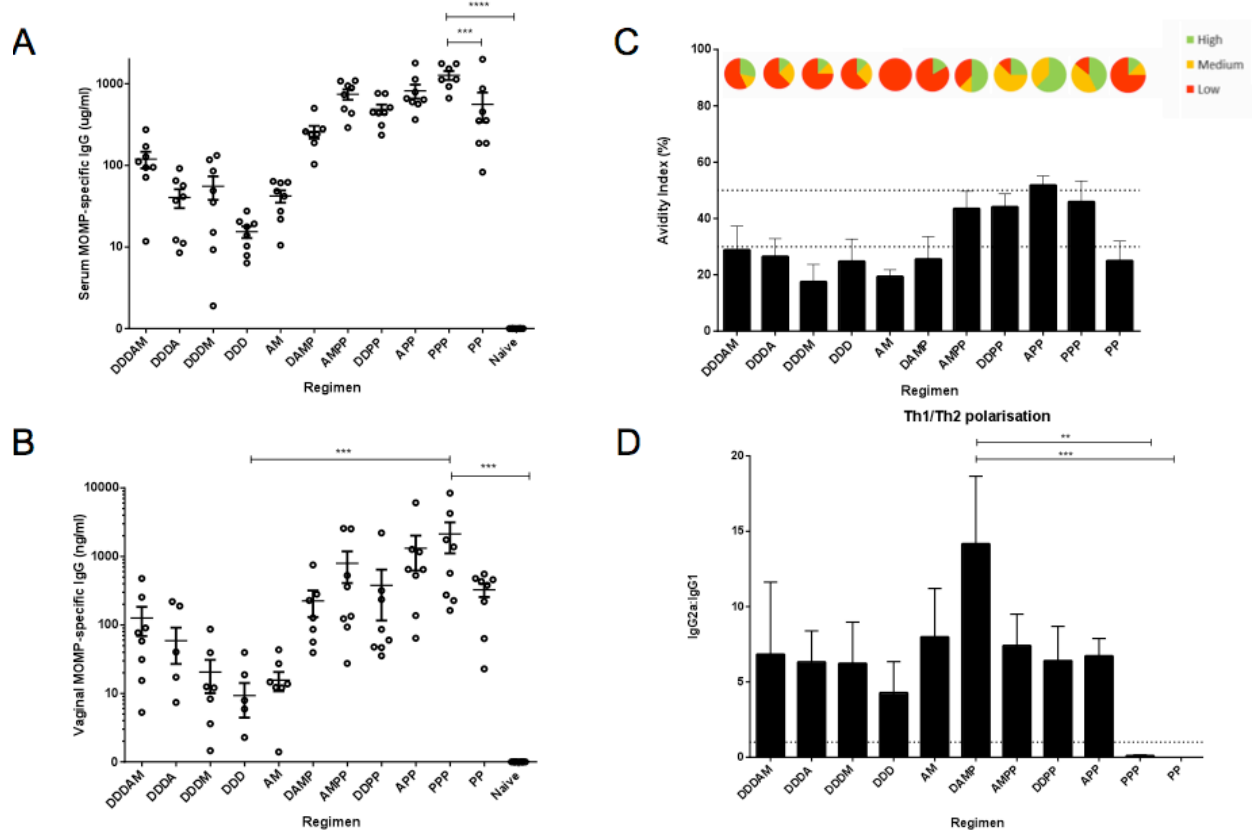 A
****
***
Serum MOMP-specific IgG (ug/ml)
1000
100
10
0
DDDAM DDDA DDDM DDD AM DAMP AMPP DDPP APP PPP PP Naive
Regimen
C
High
Medium
Low
Avidity Index (%)
100
80
60
40
20
0
DDDAM DDDA DDDM DDD AM DAMP AMPP DDPP APP PPP PP
Regimen
B
***
***
Vaginal MOMP-specific IgG (ng/ml)
10000
1000
100
10
0
DDDAM DDDA DDDM DDD AM DAMP AMPP DDPP APP PPP PP Naive
Regimen
Th1/Th2 polarisation
D
**
***
IgG2a:IgG1
20
15
10
5
0
DDDAM DDDA DDDM DDD AM DAMP AMPP DDPP APP PPP PP
Regimen